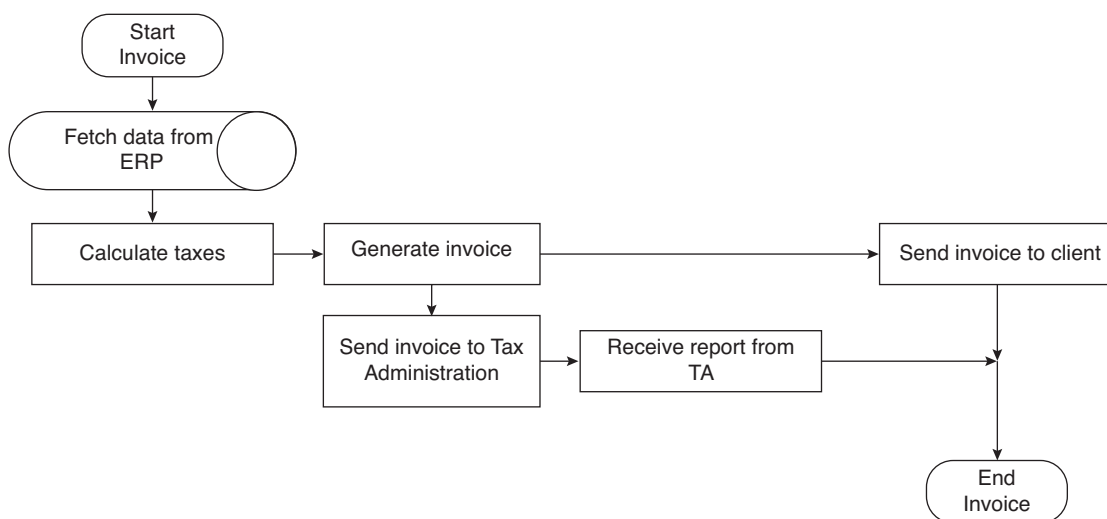 Start
Invoice
Fetch data from
ERP
Calculate taxes
Generate invoice
Send invoice to client
Send invoice to Tax
Administration
Receive report from
TA
End
Invoice